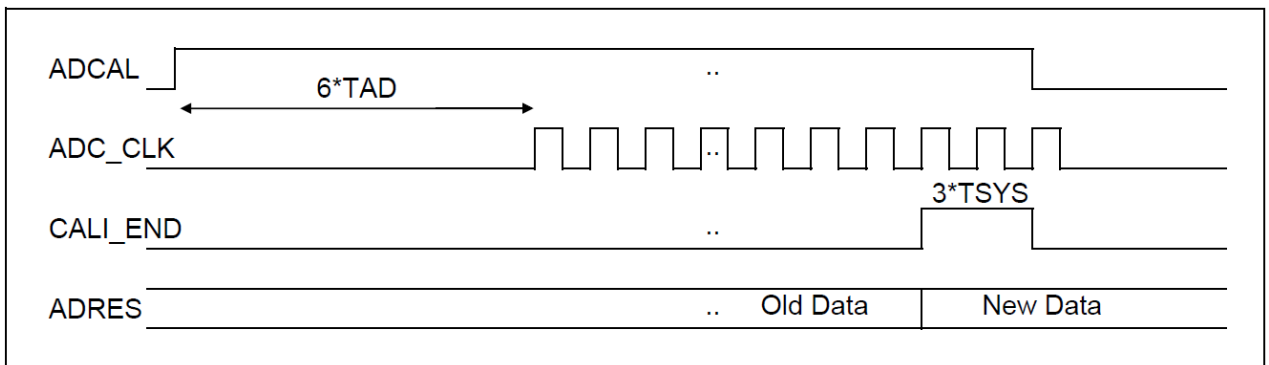 ADCAL
..
6*TAD
ADC_CLK
..
3*TSYS
CALI_END
..
ADRES
.. Old Data New Data